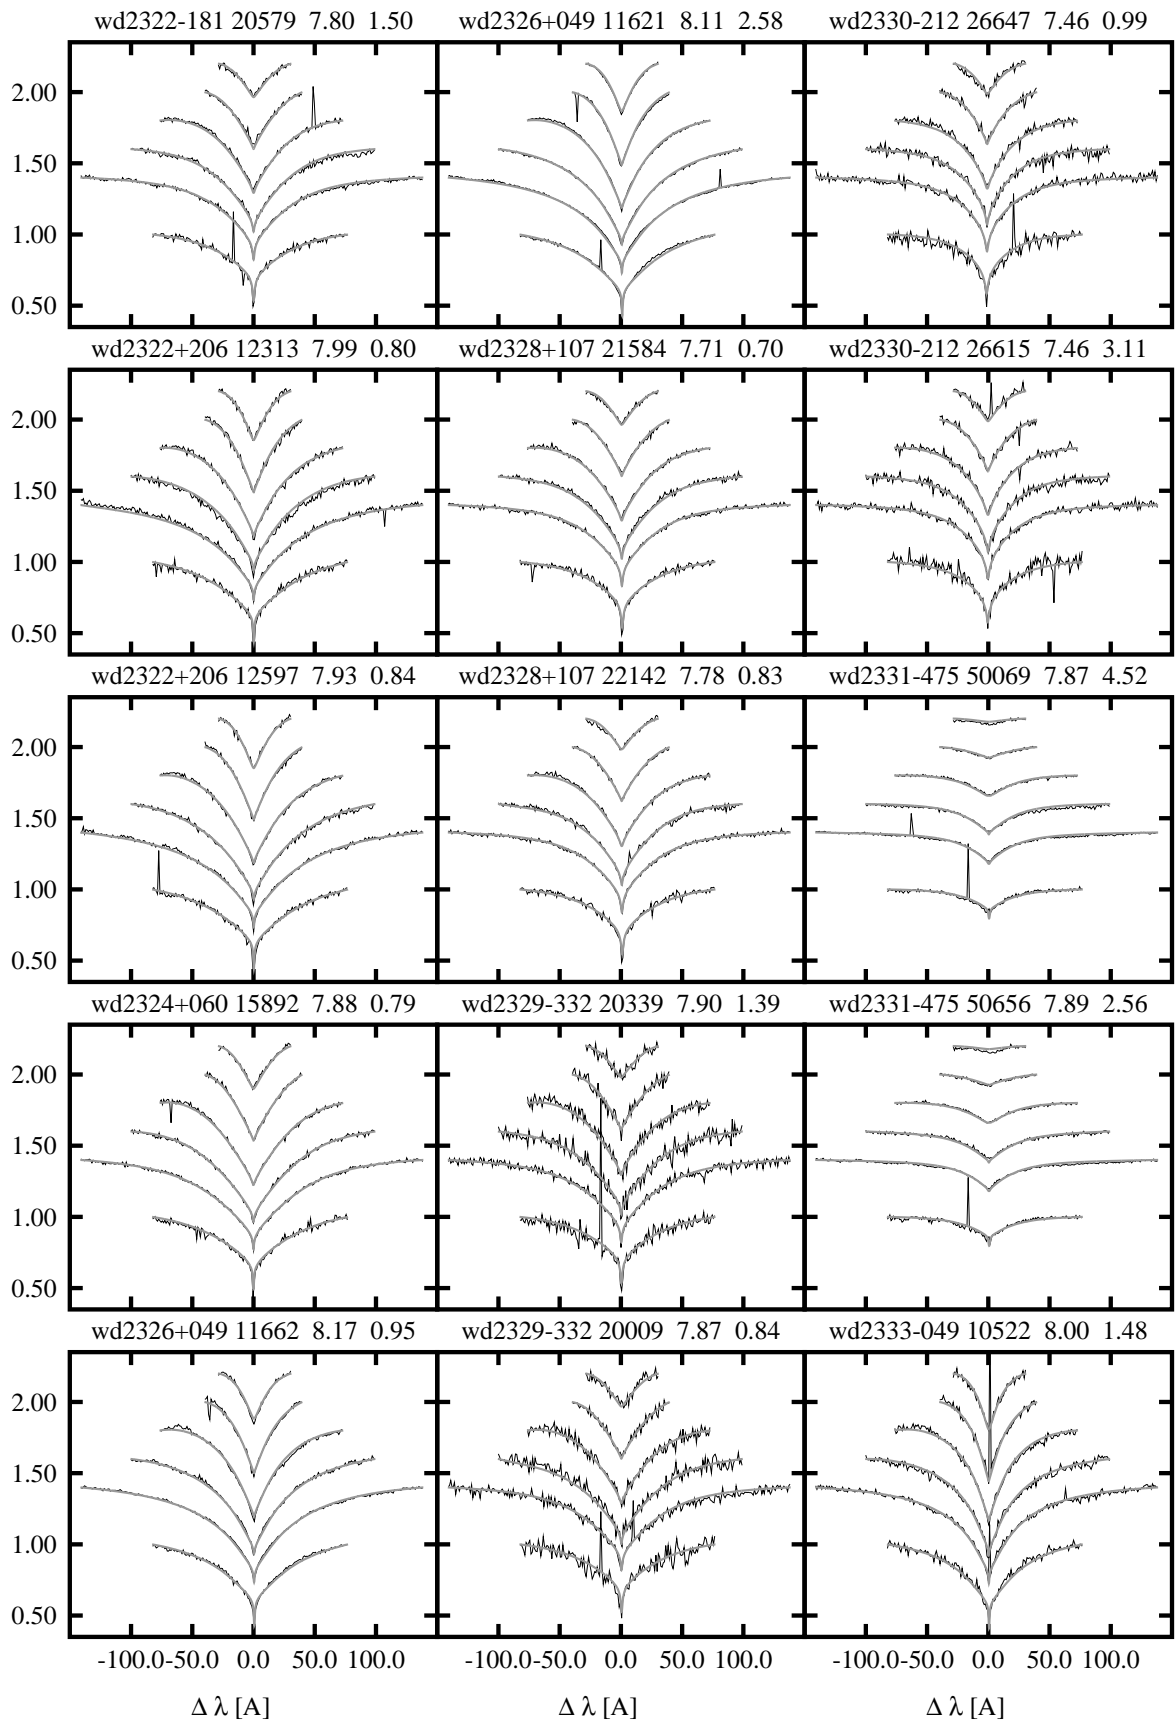 wd2322-181 20579 7.80 1.50
wd2326+049 11621 8.11 2.58
wd2330-212 26647 7.46 0.99
2.00
1.50
1.00
0.50
wd2322+206 12313 7.99 0.80
wd2328+107 21584 7.71 0.70
wd2330-212 26615 7.46 3.11
2.00
1.50
1.00
0.50
wd2322+206 12597 7.93 0.84
wd2328+107 22142 7.78 0.83
wd2331-475 50069 7.87 4.52
2.00
1.50
1.00
0.50
wd2324+060 15892 7.88 0.79
wd2329-332 20339 7.90 1.39
wd2331-475 50656 7.89 2.56
2.00
1.50
1.00
0.50
wd2326+049 11662 8.17 0.95
wd2329-332 20009 7.87 0.84
wd2333-049 10522 8.00 1.48
2.00
1.50
1.00
0.50
-100.0-50.0 0.0 50.0 100.0
-100.0-50.0 0.0 50.0 100.0
-100.0-50.0 0.0 50.0 100.0
Δ λ [A]
Δ λ [A]
Δ λ [A]